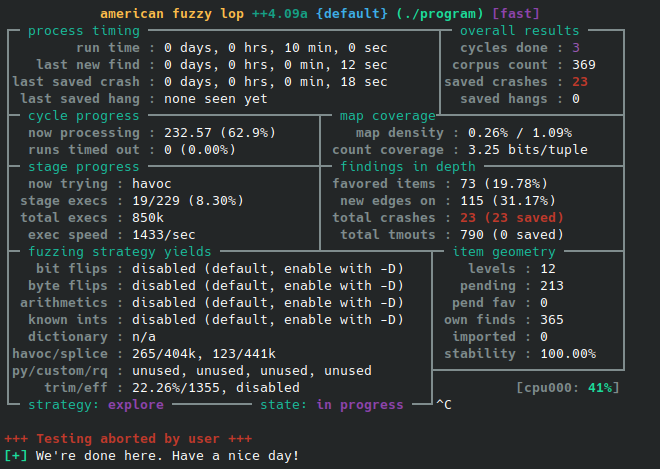 american fuzzy lop ++4.09a {default} (./program) [fast]
process timing overall results
run time : 0 days, 0 hrs, 10 min, 0 sec cycles done : 3
last new find : 0 days, 0 hrs, 0 min, 12 sec corpus count : 369
last saved crash : 0 days, 0 hrs, 0 min, 18 sec saved crashes : 23
last saved hang : none seen yet saved hangs : 0
cycle progress map coverage
now processing : 232.57 (62.9%) map density : 0.26% / 1.09%
runs timed out : 0 (0.00%) count coverage : 3.25 bits/tuple
stage progress findings in depth
now trying : havoc favored items : 73 (19.78%)
stage execs : 19/229 (8.30%) new edges on : 115 (31.17%)
total execs : 850k total crashes : 23 (23 saved)
exec speed : 1433/sec total tmouts : 790 (0 saved)
fuzzing strategy yields item geometry
bit flips : disabled (default, enable with -D) levels : 12
byte flips : disabled (default, enable with -D) pending : 213
arithmetics : disabled (default, enable with -D) pend fav : 0
known ints : disabled (default, enable with -D) own finds : 365
dictionary : n/a imported : 0
havoc/splice : 265/404k, 123/441k stability : 100.00%
py/custom/rq : unused, unused, unused, unused
trim/eff : 22.26%/1355, disabled [cpu000: 41%]
strategy: explore state: in progress ^C
+++ Testing aborted by user +++
[+] We're done here. Have a nice day!